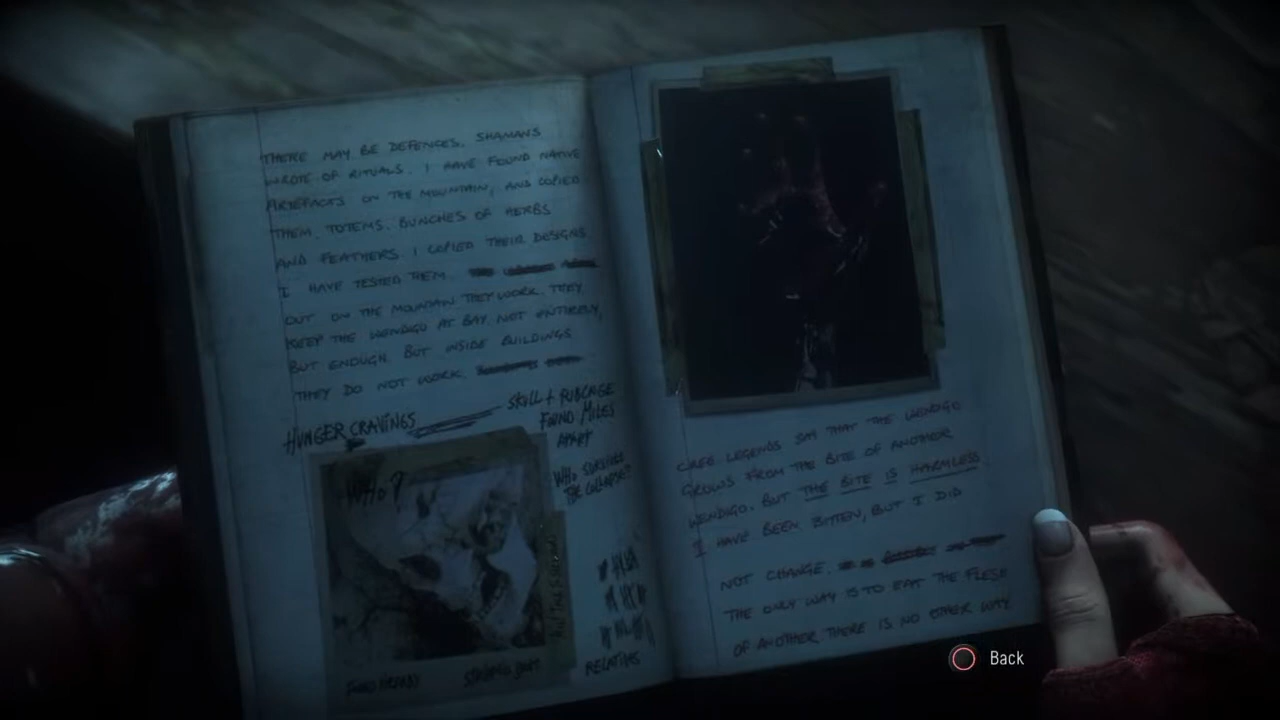 THERE MAY BE DEFENCES. SHAMANS
WROTE OF RITUALS. I HAVE FOUND NATIVE
ARTEFACTS ON THE MOUNTAIN, AND COPIED
THEM. TOTEMS. BUNCHES OF HERBS
AND FEATHERS. I COPIED THEIR DESIGNS
I HAVE TESTED THEM.
OUT ON THE MOUNTAIN THEY WORK. THEY
KEEP THE WENDIGO AT BAY. NOT ENTIRELY,
BUT ENOUGH. BUT INSIDE BUILDINGS
THEY DO NOT WORK.
HUNGER CRAVINGS
SKULL + RIBCAGE
FOUND MILES
APART
WHO SURVIVED
THE COLLAPSE?
WHO?
RELATIVES
CREE LEGENDS SAY THAT THE WENDIGO
GROWS FROM THE BITE OF ANOTHER
WENDIGO. BUT THE BITE IS HARMLESS
I HAVE BEEN BITTEN, BUT I DID
NOT CHANGE.
THE ONLY WAY IS TO EAT THE FLESH
OF ANOTHER THERE IS NO OTHER WAY
Back